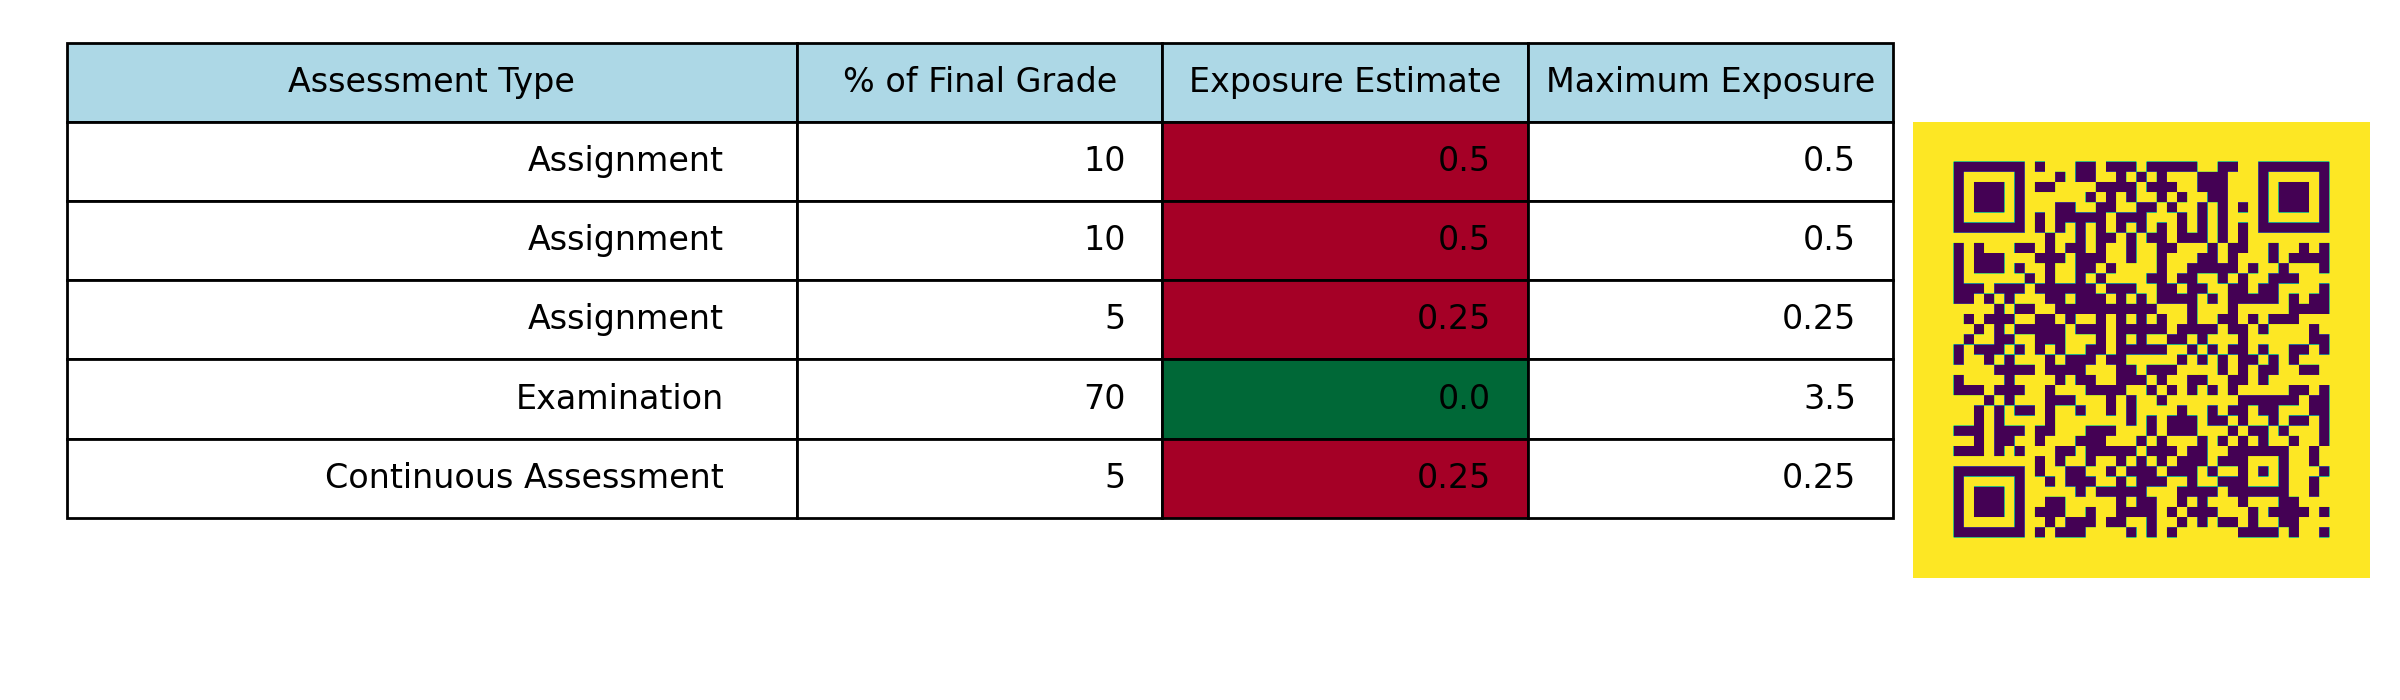 Assessment Type % of Final Grade Exposure Estimate Maximum Exposure
Assignment 10 0.5 0.5
Assignment 10 0.5 0.5
Assignment 5 0.25 0.25
Examination 70 0.0 3.5
Continuous Assessment 5 0.25 0.25